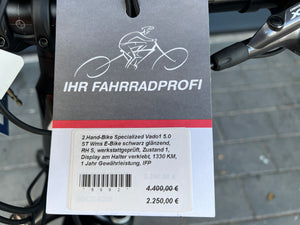 IHR FAHRRADPROFI
2.Hand-Bike Specialized Vado1 5.0
ST Wms E-Bike schwarz glänzend,
RH S, werkstattgeprüft, Zustand 1,
Display am Halter verklebt, 1330 KM,
1 Jahr Gewährleistung, IFP
4.400,00 €
2.250,00 €